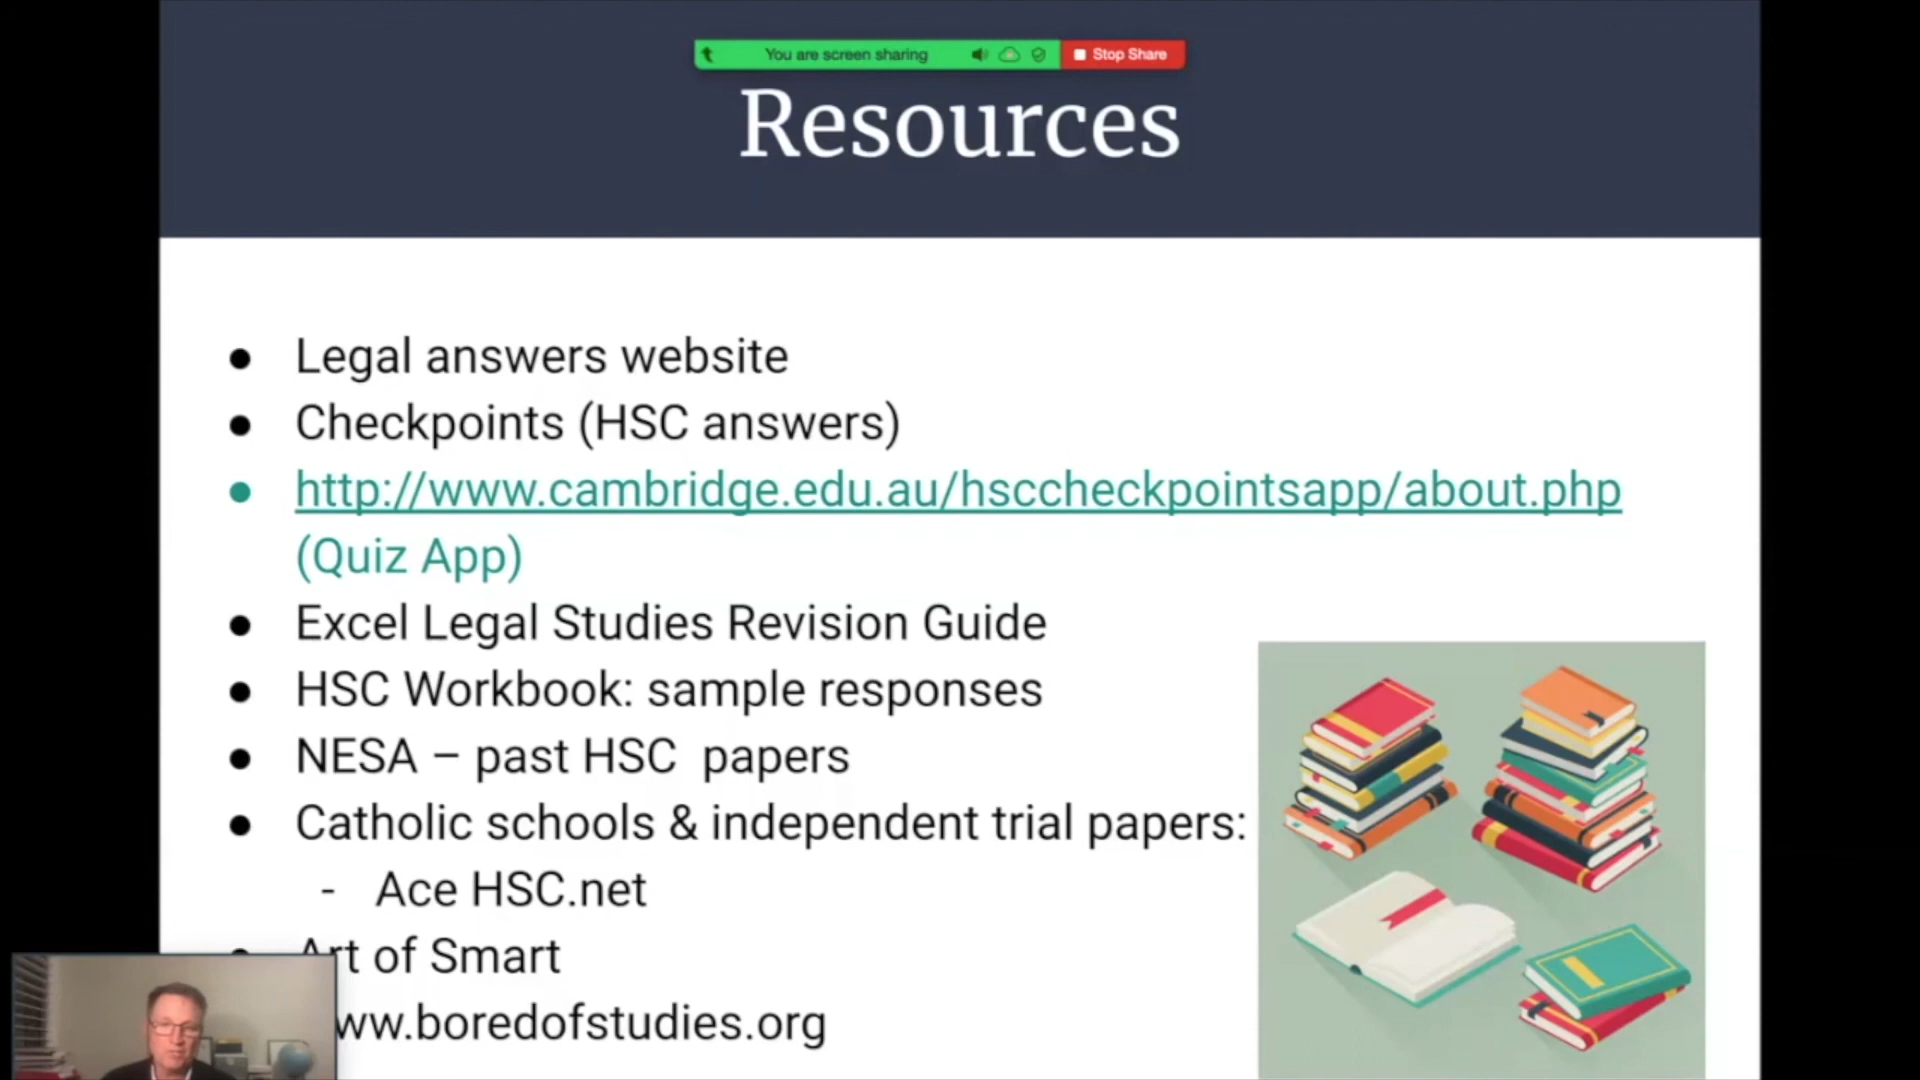 You are screen sharing
Stop Share
Resources
● Legal answers website
● Checkpoints (HSC answers)
● http://www.cambridge.edu.au/hsccheckpointsapp/about.php
(Quiz App)
● Excel Legal Studies Revision Guide
● HSC Workbook: sample responses
● NESA – past HSC papers
● Catholic schools & independent trial papers:
- Ace HSC.net
● Art of Smart
ww.boredofstudies.org